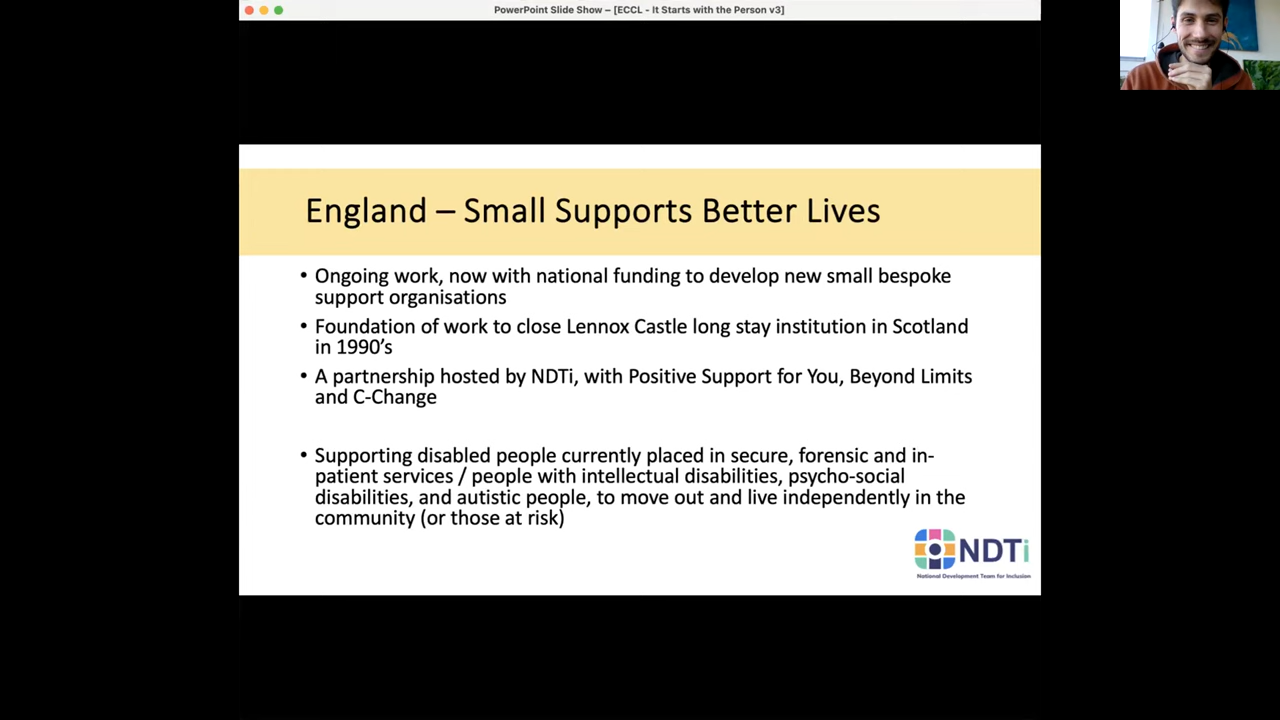 PowerPoint Slide Show – [ECCL - It Starts with the Person v3]
England – Small Supports Better Lives
• Ongoing work, now with national funding to develop new small bespoke
support organisations
• Foundation of work to close Lennox Castle long stay institution in Scotland
in 1990’s
• A partnership hosted by NDTi, with Positive Support for You, Beyond Limits
and C-Change
• Supporting disabled people currently placed in secure, forensic and in-
patient services / people with intellectual disabilities, psycho-social
disabilities, and autistic people, to move out and live independently in the
community (or those at risk)
NDTi
National Development Team for Inclusion